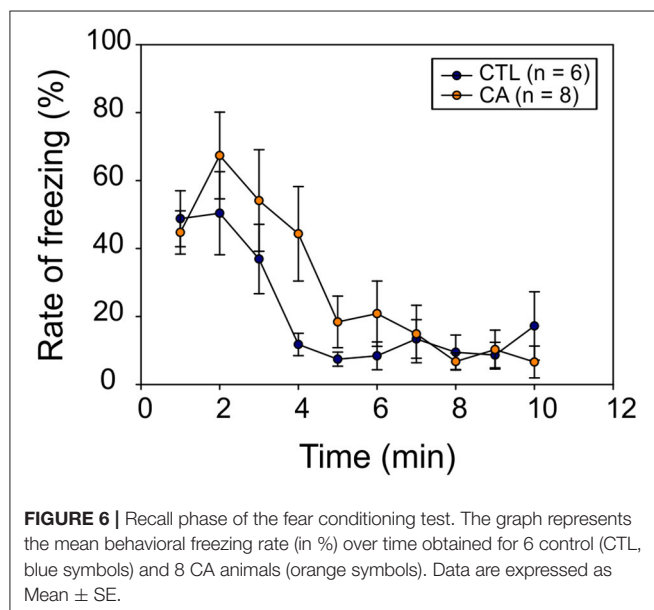 100
80
60
40
20
0
Rate of freezing (%)
CTL (n = 6)
CA (n = 8)
0 2 4 6 8 10 12
Time (min)
FIGURE 6 | Recall phase of the fear conditioning test. The graph represents
the mean behavioral freezing rate (in %) over time obtained for 6 control (CTL,
blue symbols) and 8 CA animals (orange symbols). Data are expressed as
Mean ± SE.